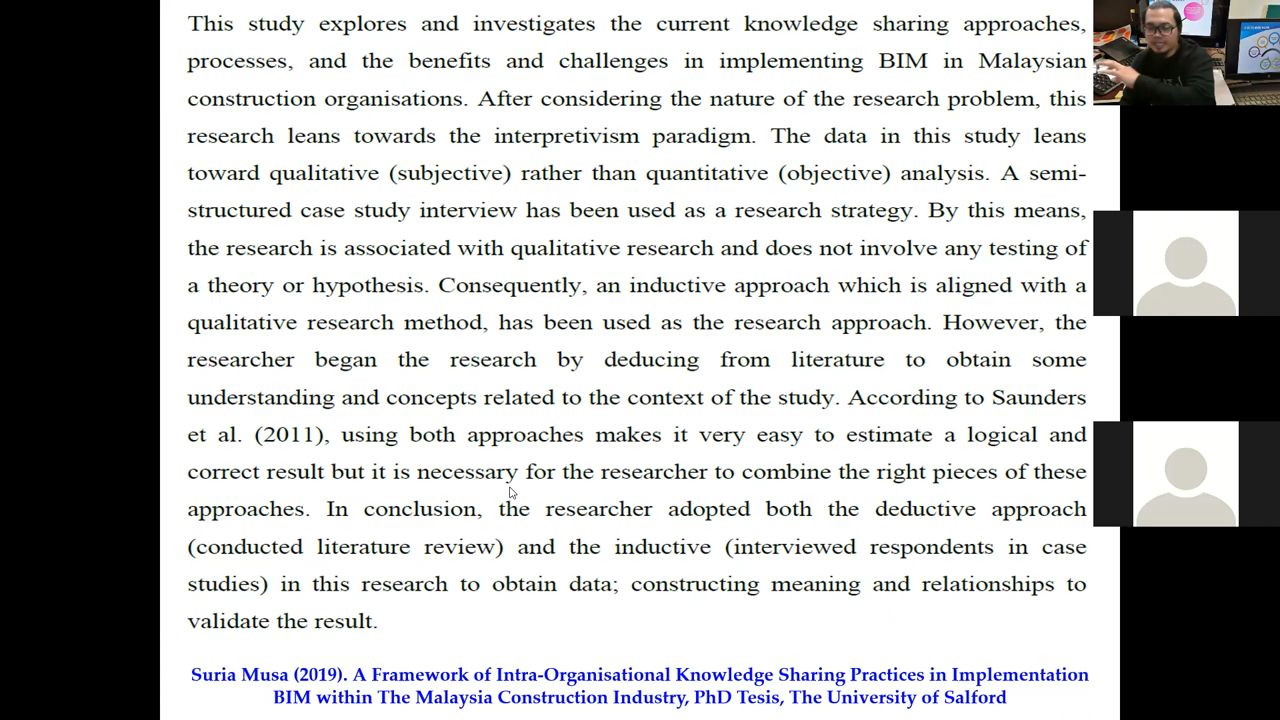 This study explores and investigates the current knowledge sharing approaches,
processes, and the benefits and challenges in implementing BIM in Malaysian
construction organisations. After considering the nature of the research problem, this
research leans towards the interpretivism paradigm. The data in this study leans
toward qualitative (subjective) rather than quantitative (objective) analysis. A semi-
structured case study interview has been used as a research strategy. By this means,
the research is associated with qualitative research and does not involve any testing of
a theory or hypothesis. Consequently, an inductive approach which is aligned with a
qualitative research method, has been used as the research approach. However, the
researcher began the research by deducing from literature to obtain some
understanding and concepts related to the context of the study. According to Saunders
et al. (2011), using both approaches makes it very easy to estimate a logical and
correct result but it is necessary for the researcher to combine the right pieces of these
approaches. In conclusion, the researcher adopted both the deductive approach
(conducted literature review) and the inductive (interviewed respondents in case
studies) in this research to obtain data; constructing meaning and relationships to
validate the result.
Suria Musa (2019). A Framework of Intra-Organisational Knowledge Sharing Practices in Implementation
BIM within The Malaysia Construction Industry, PhD Tesis, The University of Salford